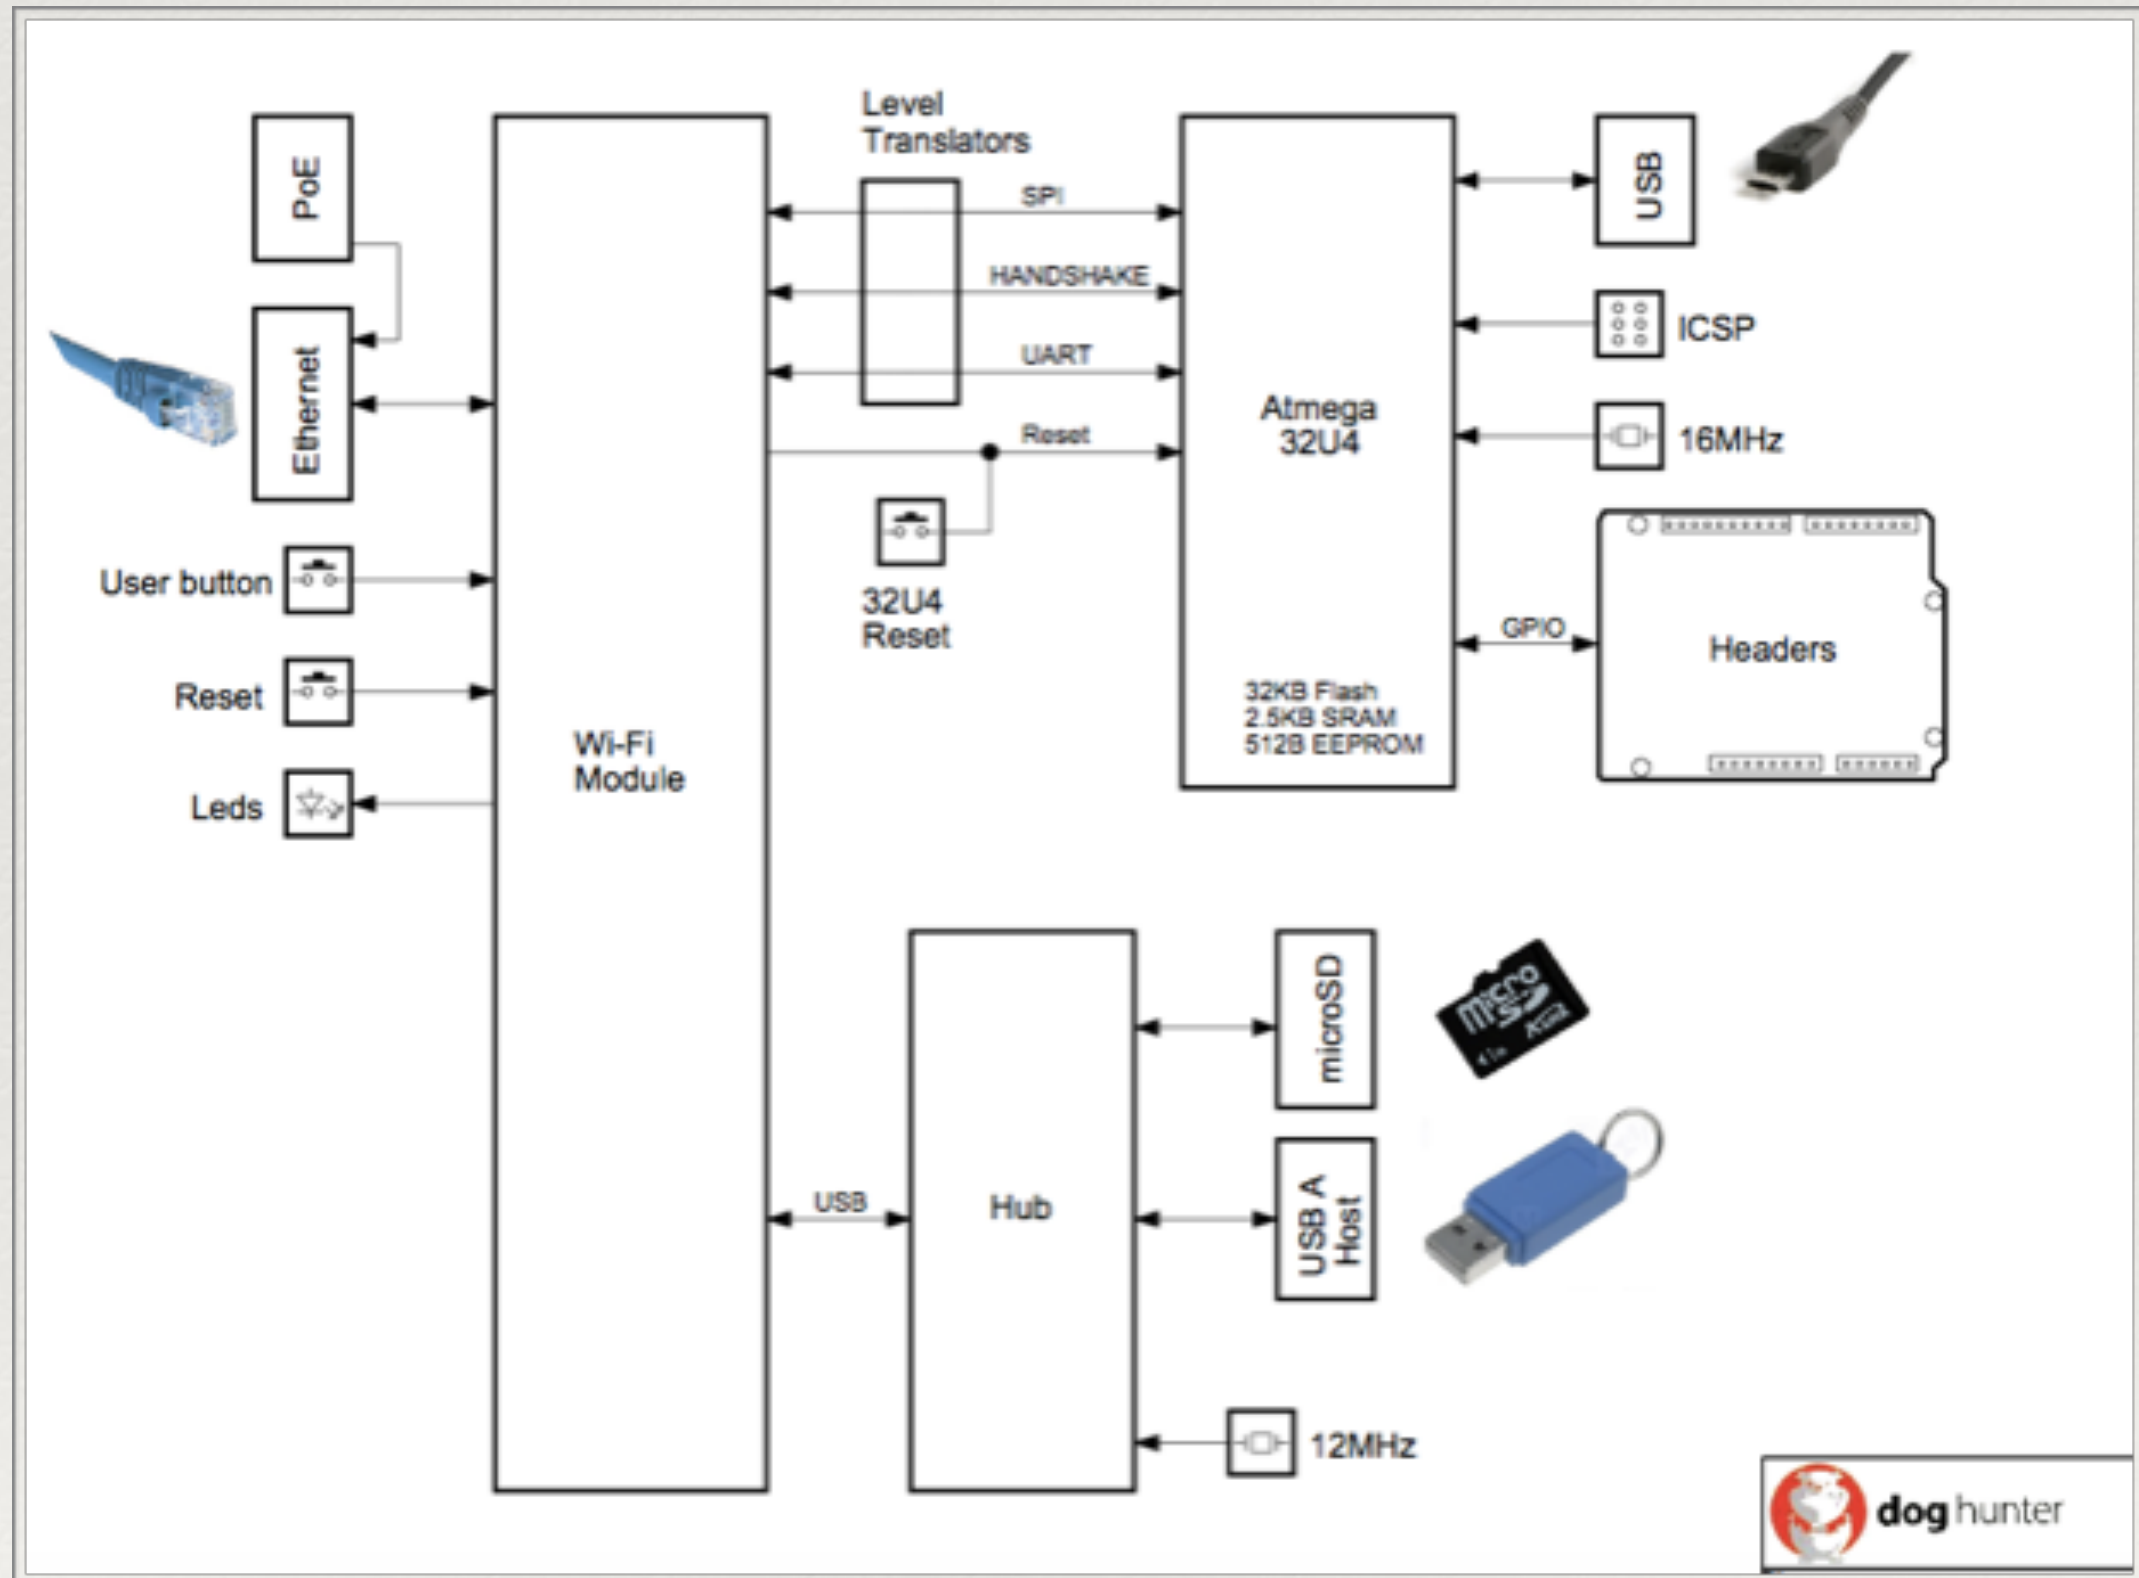 Level
Translators
PoE
SPI
USB
HANDSHAKE
ICSP
UART
Ethernet
Atmega
32U4
Reset
16MHz
User button
32U4
Reset
GPIO
Headers
Reset
32KB Flash
2.5KB SRAM
512B EEPROM
Wi-Fi
Module
Leds
microSD
micro
SD
USB
Hub
USB A
Host
12MHz
dog hunter